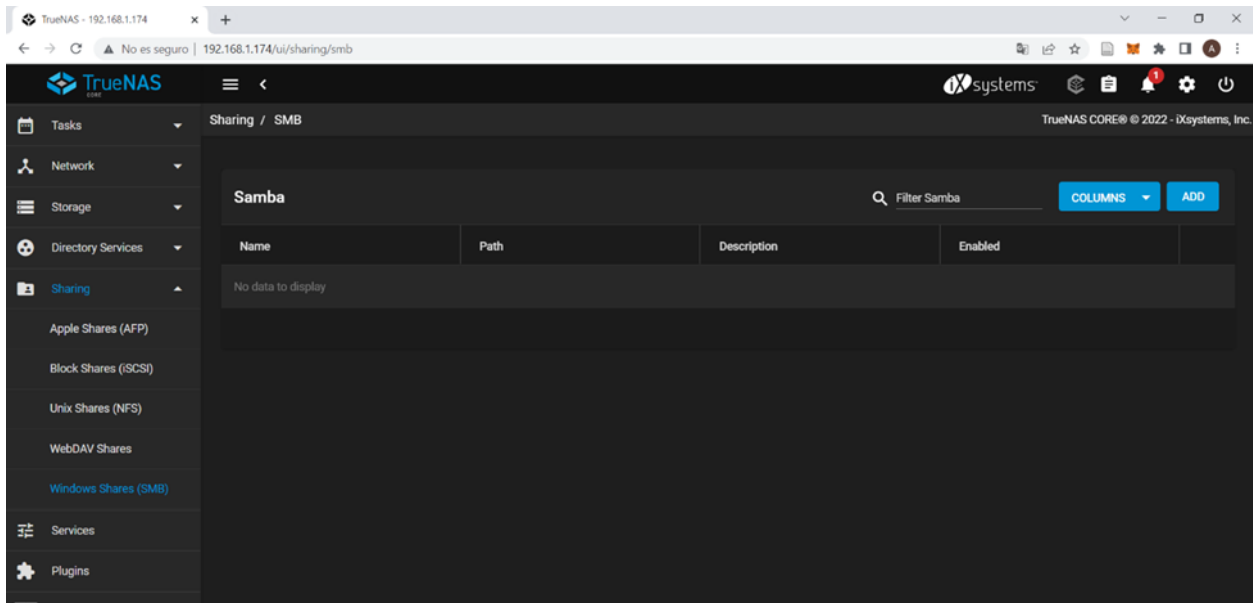 TrueNAS - 192.168.1.174
No es seguro | 192.168.1.174/ui/sharing/smb
A
TrueNAS
CORE
iX systems
1
Tasks
Sharing / SMB
TrueNAS CORE® © 2022 - iXsystems, Inc.
Network
Samba
Filter Samba
COLUMNS
ADD
Storage
Directory Services
Name Path Description Enabled
Sharing
No data to display
Apple Shares (AFP)
Block Shares (iSCSI)
Unix Shares (NFS)
WebDAV Shares
Windows Shares (SMB)
Services
Plugins